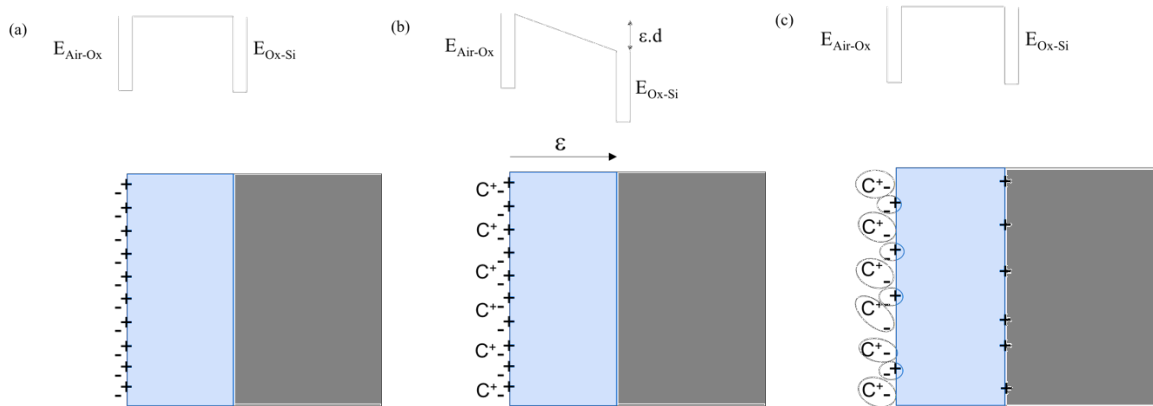 (a)
E_Air-Ox
E_Ox-Si
(b)
ε.d
E_Ox-Si
E_Air-Ox
ε
(c)
E_Air-Ox
E_Ox-Si
- +
- +
- +
- +
- +
- +
- +
- +
- +
- +
C⁺- +
- +
C⁺- +
- +
C⁺- +
- +
C⁺- +
- +
C⁺- +
- +
C⁺-
C⁺-
- +
C⁺-
- +
C⁺-
- +
C⁺-
C⁺-
- +
C⁺-
+
+
+
+
+
+